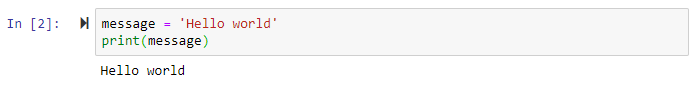 In [2]: message = 'Hello world'
print(message)
Hello world